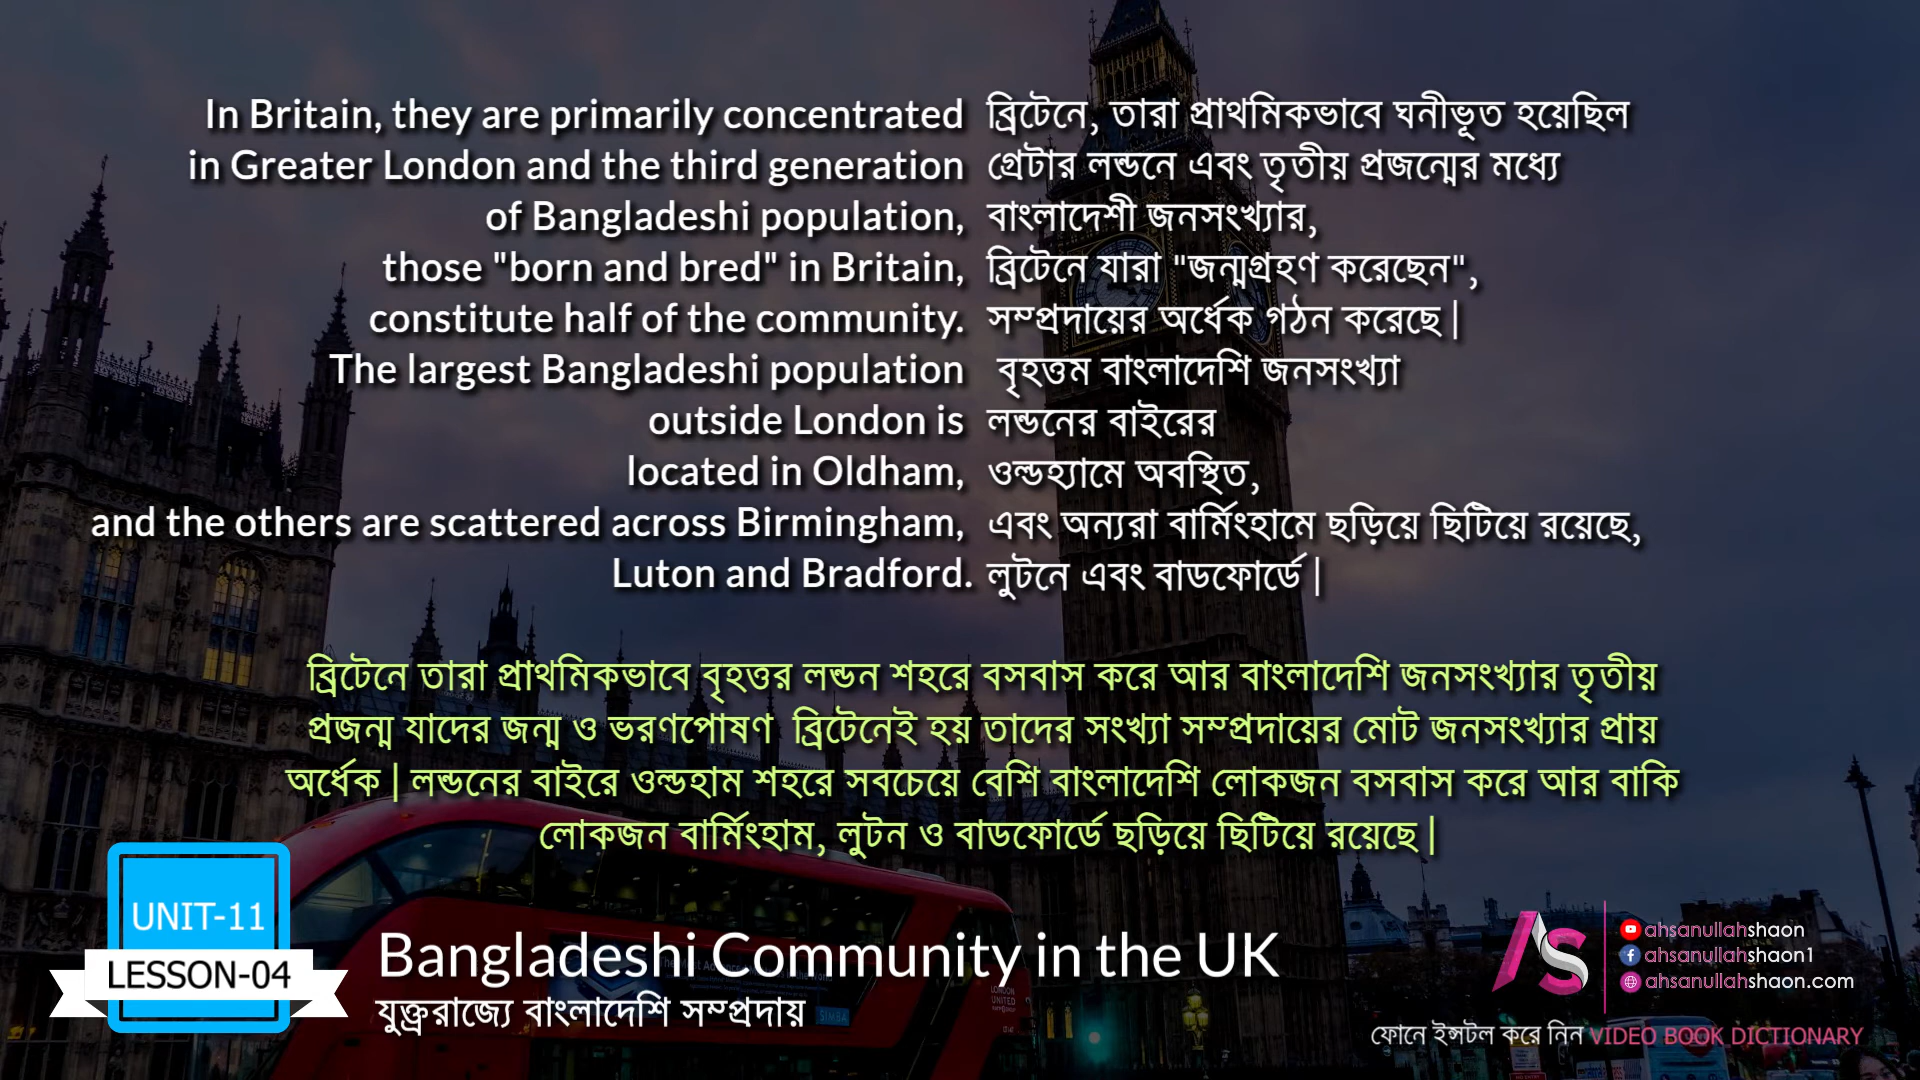 In Britain, they are primarily concentrated ব্রিটেনে, তারা প্রাথমিকভাবে ঘনীভূত হয়েছিল
in Greater London and the third generation গ্রেটার লন্ডনে এবং তৃতীয় প্রজন্মের মধ্যে
of Bangladeshi population, বাংলাদেশী জনসংখ্যার,
those "born and bred" in Britain, ব্রিটেনে যারা "জন্মগ্রহণ করেছেন",
constitute half of the community. সম্প্রদায়ের অর্ধেক গঠন করেছে |
The largest Bangladeshi population বৃহত্তম বাংলাদেশি জনসংখ্যা
outside London is লন্ডনের বাইরের
located in Oldham, ওল্ডহ্যামে অবস্থিত,
and the others are scattered across Birmingham, এবং অন্যরা বার্মিংহামে ছড়িয়ে ছিটিয়ে রয়েছে,
Luton and Bradford. লুটনে এবং বাডফোর্ডে |
ব্রিটেনে তারা প্রাথমিকভাবে বৃহত্তর লন্ডন শহরে বসবাস করে আর বাংলাদেশি জনসংখ্যার তৃতীয়
প্রজন্ম যাদের জন্ম ও ভরণপোষণ ব্রিটেনেই হয় তাদের সংখ্যা সম্প্রদায়ের মোট জনসংখ্যার প্রায়
অর্ধেক | লন্ডনের বাইরে ওল্ডহাম শহরে সবচেয়ে বেশি বাংলাদেশি লোকজন বসবাস করে আর বাকি
লোকজন বার্মিংহাম, লুটন ও বাডফোর্ডে ছড়িয়ে ছিটিয়ে রয়েছে |
UNIT-11
LESSON-04
Bangladeshi Community in the UK
যুক্তরাজ্যে বাংলাদেশি সম্প্রদায়
LONDON
UNITED
SIMBA
AS
ahsanullahshaon
ahsanullahshaon1
ahsanullahshaon.com
ফোনে ইন্সটল করে নিন VIDEO BOOK DICTIONARY